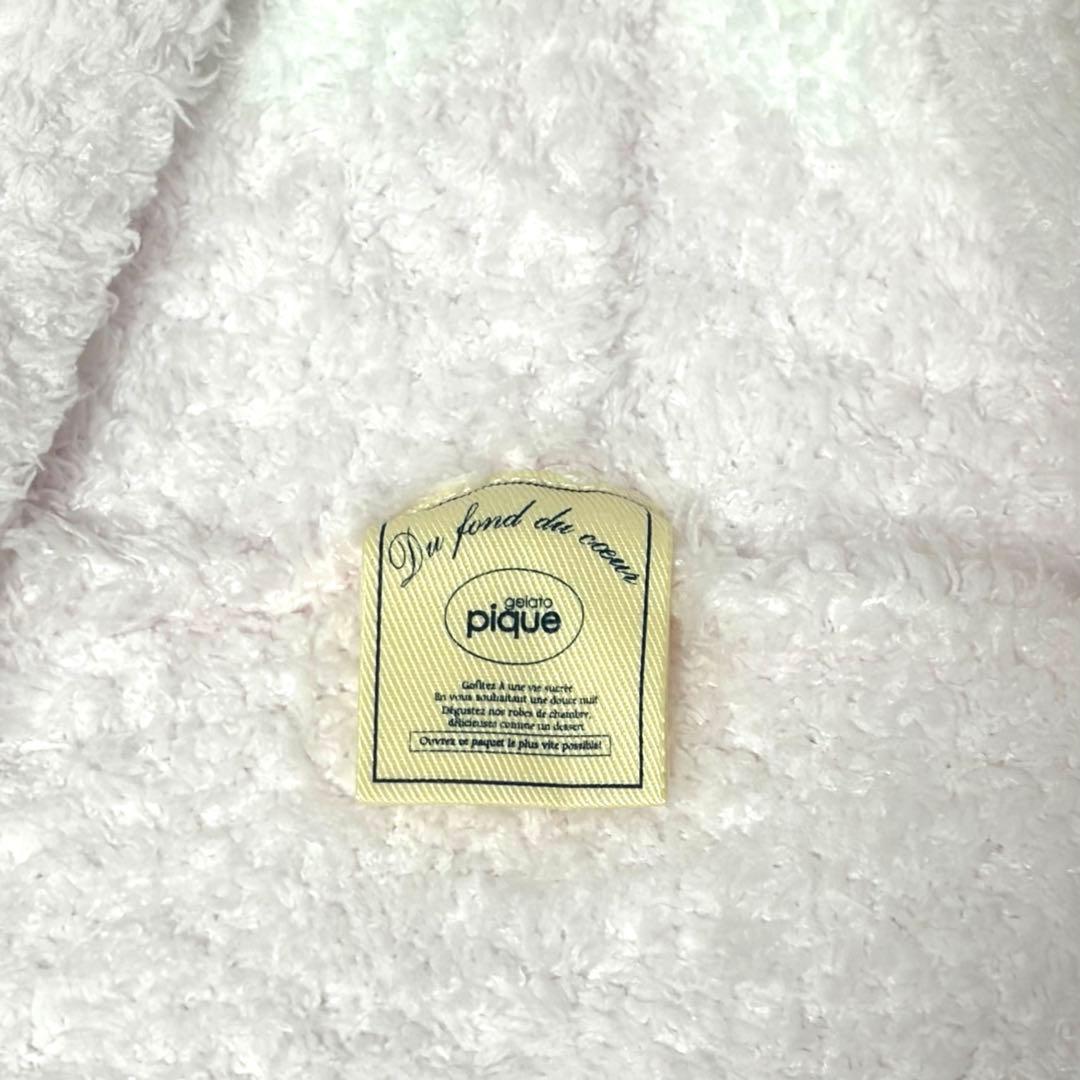 Du fond du cœur
gelato
pique
Goûtez À une vie sucrée
En vous souhaitant une douce nuit
Dégustez nos robes de chambre,
délicieuses comme un dessert
Ouvrez ce paquet le plus vite possible!